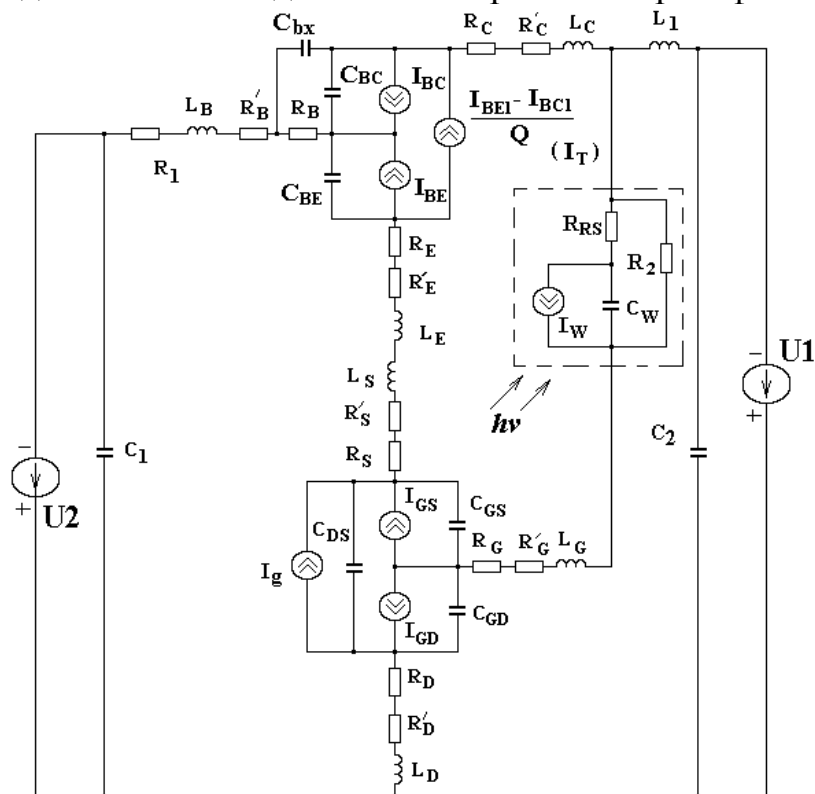 C_bx
R_C
R′_C
L_C
L_1
C_BC
I_BC
I_BE1 - I_BC1
Q
(I_T)
L_B
R′_B
R_B
R_1
C_BE
I_BE
R_E
R′_E
L_E
R_RS
R_2
I_W
C_W
hν
U1
−
+
L_S
R′_S
R_S
C_1
C_2
−
+
U2
I_GS
C_GS
C_DS
R_G
R′_G
L_G
I_g
I_GD
C_GD
R_D
R′_D
L_D